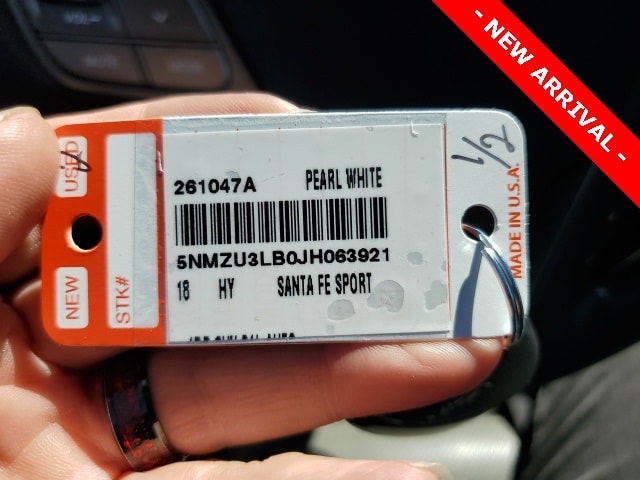 - NEW ARRIVAL -
USED
NEW
STK#
261047A PEARL WHITE
5NMZU3LB0JH063921
18 HY SANTA FE SPORT
1/2
MADE IN U.S.A.